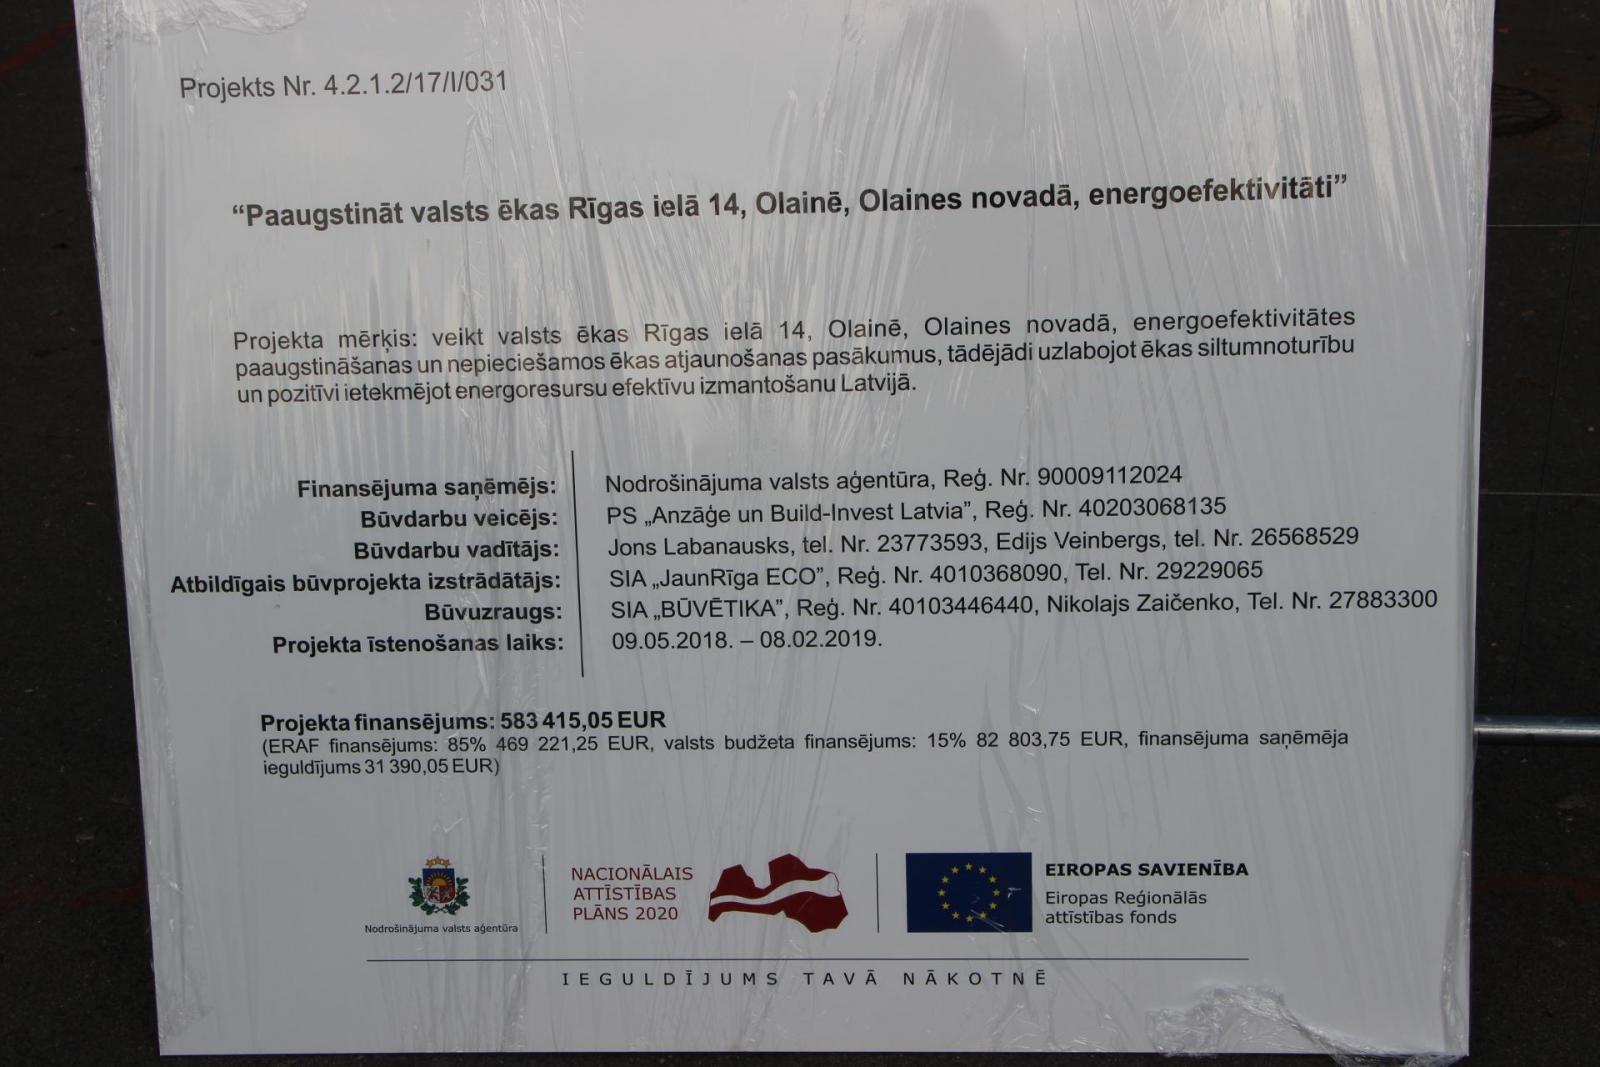 Projekts Nr. 4.2.1.2/17/I/031
“Paaugstināt valsts ēkas Rīgas ielā 14, Olainē, Olaines novadā, energoefektivitāti”
Projekta mērķis: veikt valsts ēkas Rīgas ielā 14, Olainē, Olaines novadā, energoefektivitātes
paaugstināšanas un nepieciešamos ēkas atjaunošanas pasākumus, tādējādi uzlabojot ēkas siltumnoturību
un pozitīvi ietekmējot energoresursu efektīvu izmantošanu Latvijā.
Finansējuma saņēmējs: Nodrošinājuma valsts aģentūra, Reģ. Nr. 90009112024
Būvdarbu veicējs: PS „Anzāģe un Build-Invest Latvia”, Reģ. Nr. 40203068135
Būvdarbu vadītājs: Jons Labanausks, tel. Nr. 23773593, Edijs Veinbergs, tel. Nr. 26568529
Atbildīgais būvprojekta izstrādātājs: SIA „JaunRīga ECO”, Reģ. Nr. 4010368090, Tel. Nr. 29229065
Būvuzraugs: SIA „BŪVĒTIKA”, Reģ. Nr. 40103446440, Nikolajs Zaičenko, Tel. Nr. 27883300
Projekta īstenošanas laiks: 09.05.2018. – 08.02.2019.
Projekta finansējums: 583 415,05 EUR
(ERAF finansējums: 85% 469 221,25 EUR, valsts budžeta finansējums: 15% 82 803,75 EUR, finansējuma saņēmēja
ieguldījums 31 390,05 EUR)
Nodrošinājuma valsts aģentūra
NACIONĀLAIS
ATTĪSTĪBAS
PLĀNS 2020
EIROPAS SAVIENĪBA
Eiropas Reģionālās
attīstības fonds
IEGULDĪJUMS TAVĀ NĀKOTNĒ